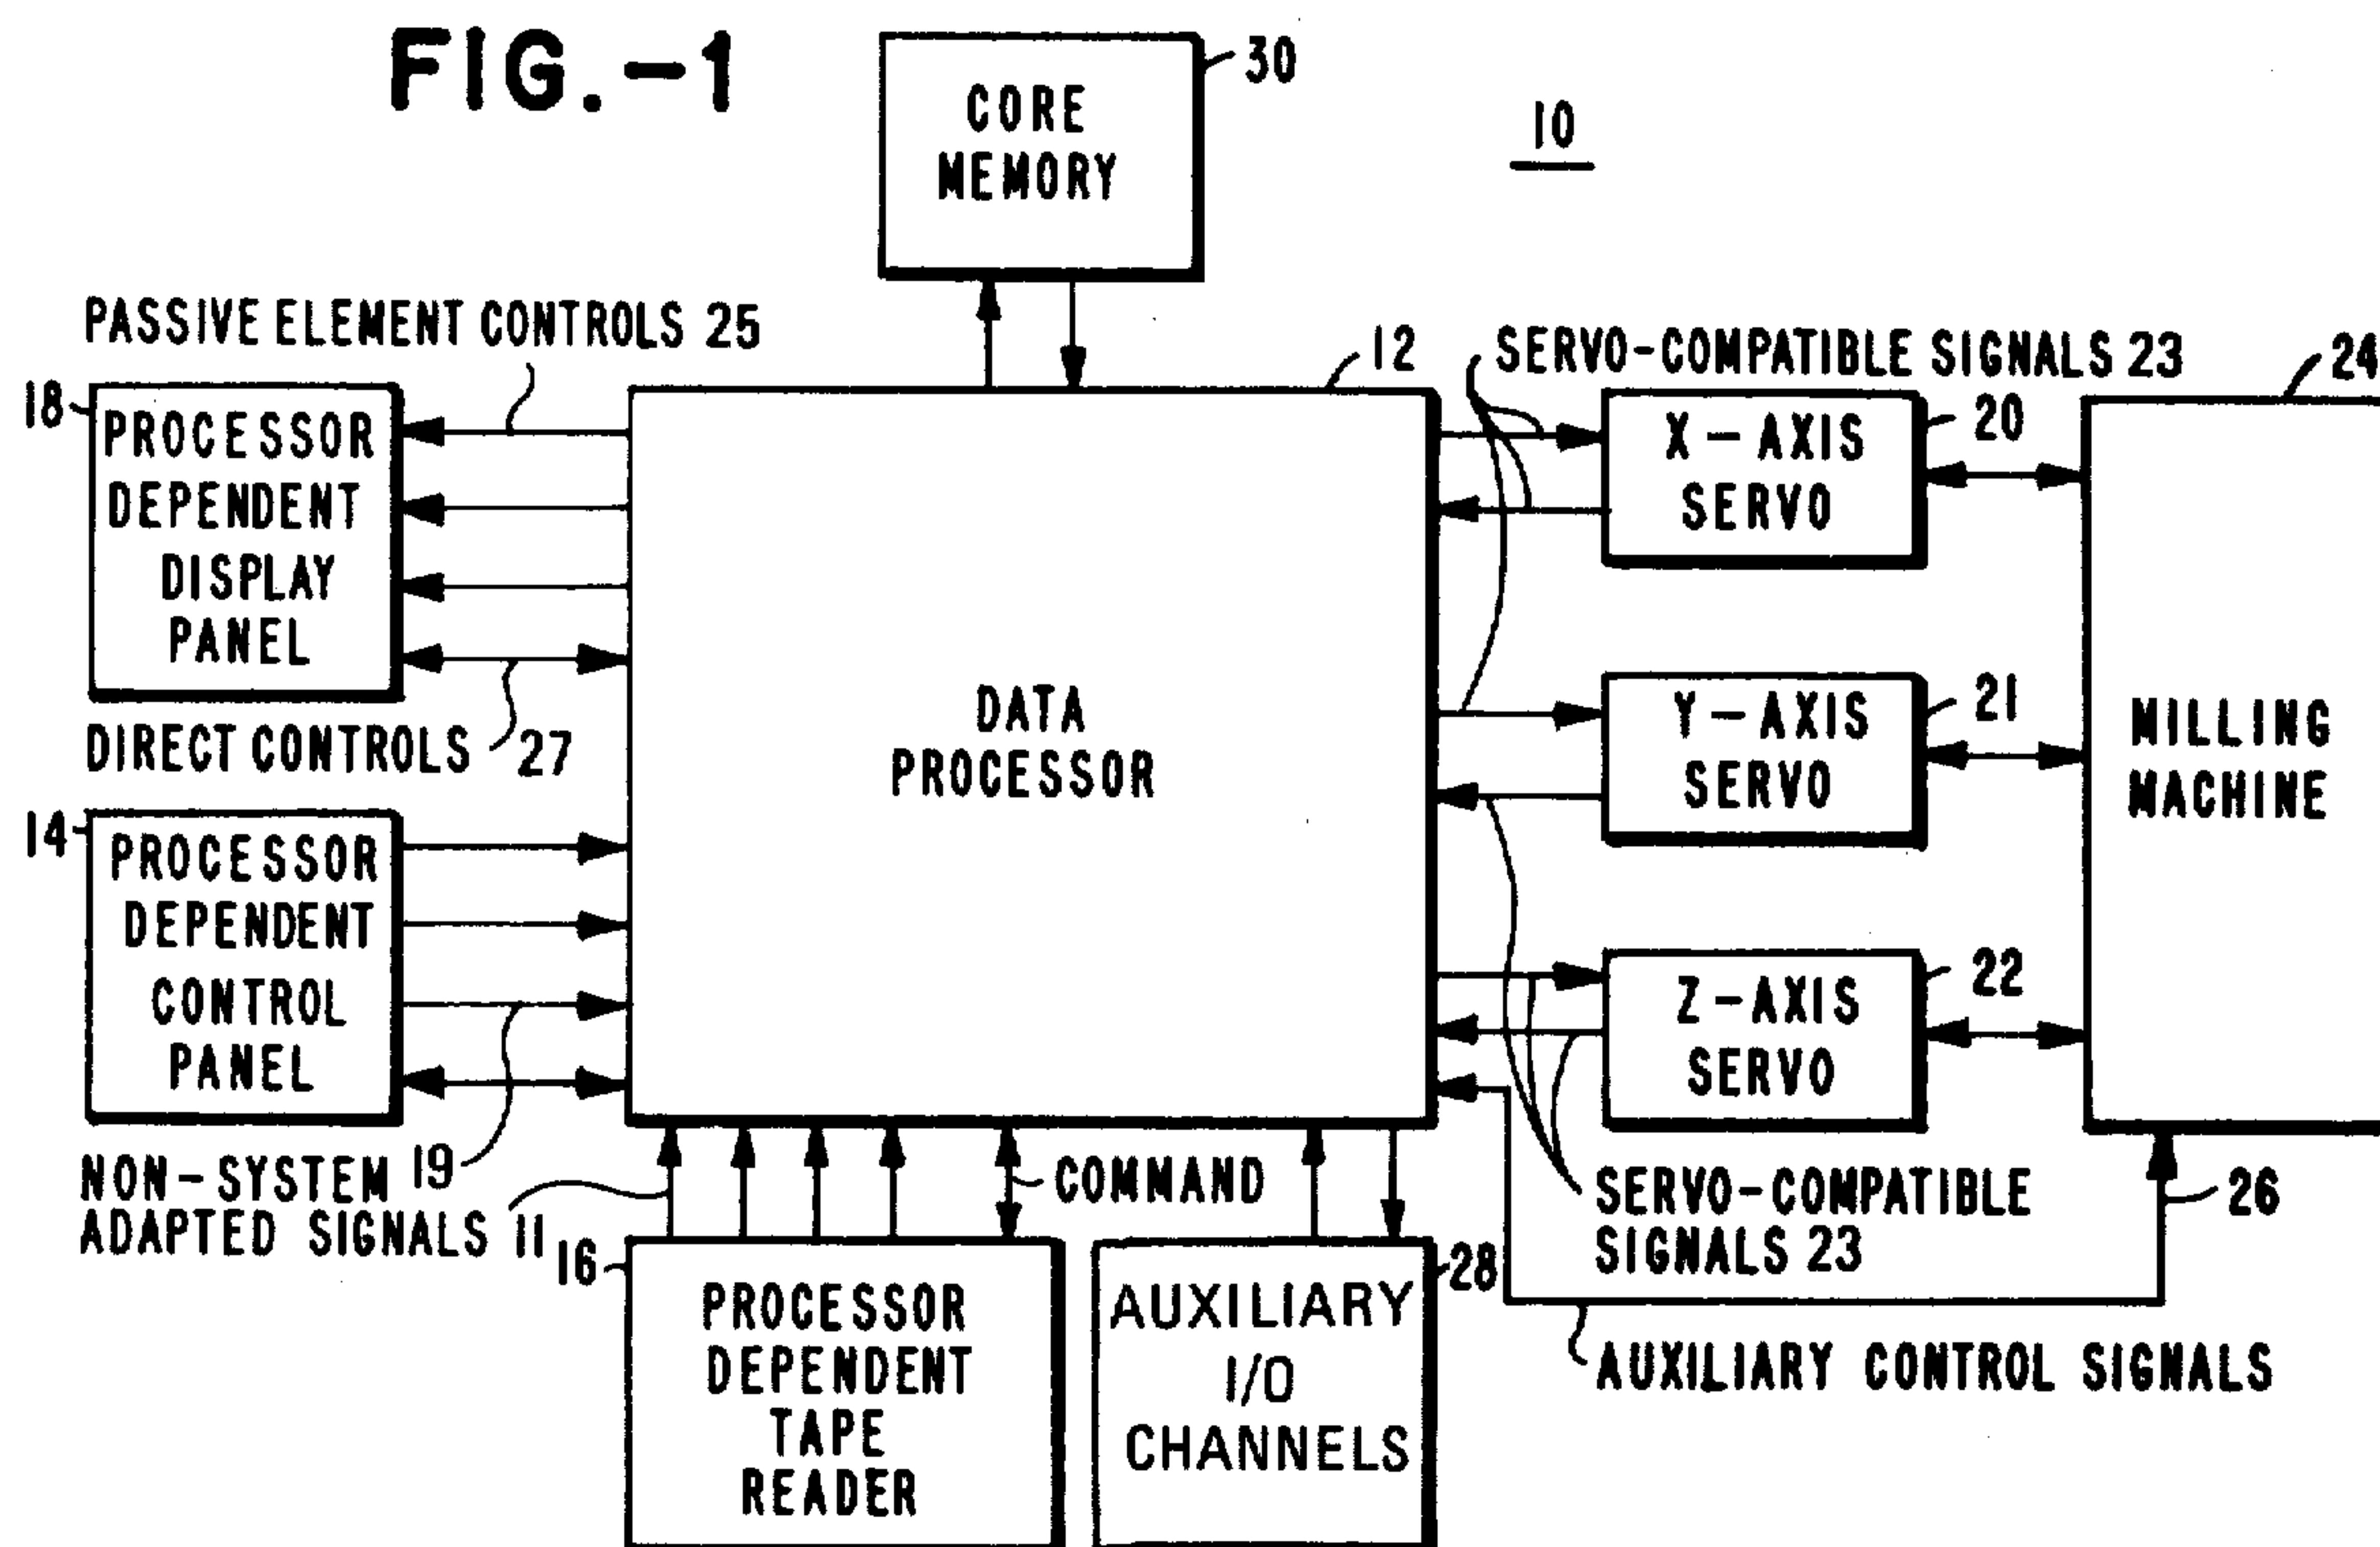 FIG.-1
30
CORE
MEMORY
10
PASSIVE ELEMENT CONTROLS 25
12
SERVO-COMPATIBLE SIGNALS 23
24
18
PROCESSOR
DEPENDENT
DISPLAY
PANEL
X-AXIS
SERVO
20
DIRECT CONTROLS 27
DATA
PROCESSOR
Y-AXIS
SERVO
21
MILLING
MACHINE
14
PROCESSOR
DEPENDENT
CONTROL
PANEL
Z-AXIS
SERVO
22
NON-SYSTEM 19
ADAPTED SIGNALS 11
COMMAND
SERVO-COMPATIBLE
SIGNALS 23
26
16
PROCESSOR
DEPENDENT
TAPE
READER
28
AUXILIARY
I/O
CHANNELS
AUXILIARY CONTROL SIGNALS